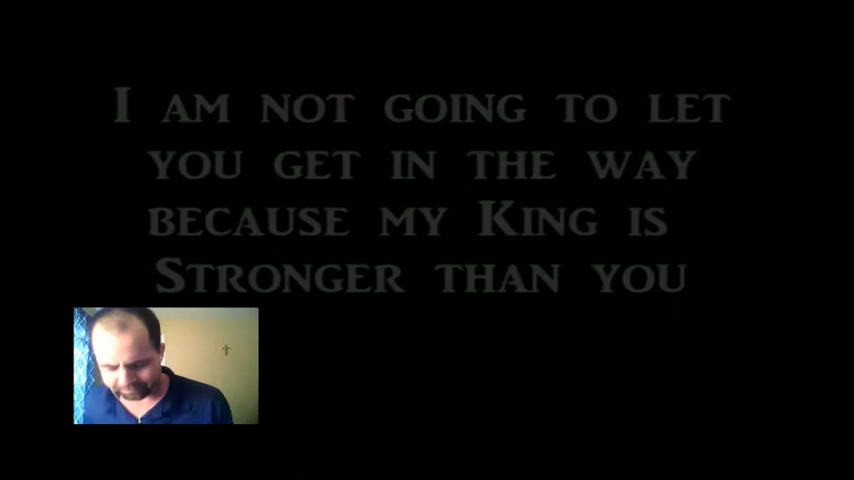 I am not going to let
you get in the way
because my King is
Stronger than you